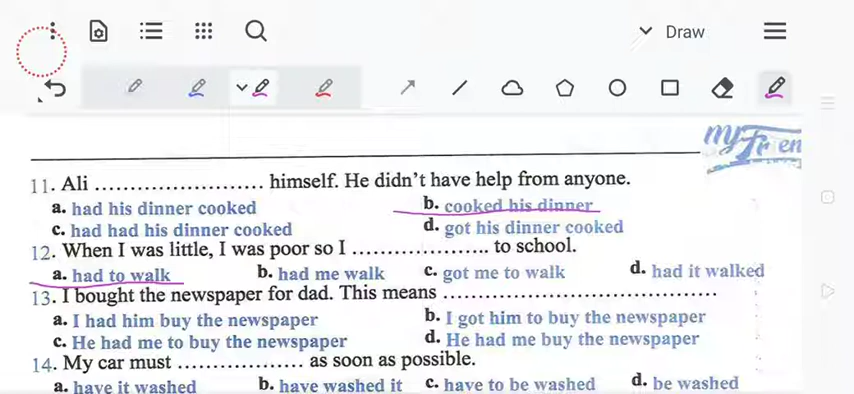 Draw
my Frien
11. Ali ........................ himself. He didn't have help from anyone.
a. had his dinner cooked b. cooked his dinner
c. had had his dinner cooked d. got his dinner cooked
12. When I was little, I was poor so I ................... to school.
a. had to walk b. had me walk c. got me to walk d. had it walked
13. I bought the newspaper for dad. This means ......................................
a. I had him buy the newspaper b. I got him to buy the newspaper
c. He had me to buy the newspaper d. He had me buy the newspaper
14. My car must .................. as soon as possible.
a. have it washed b. have washed it c. have to be washed d. be washed